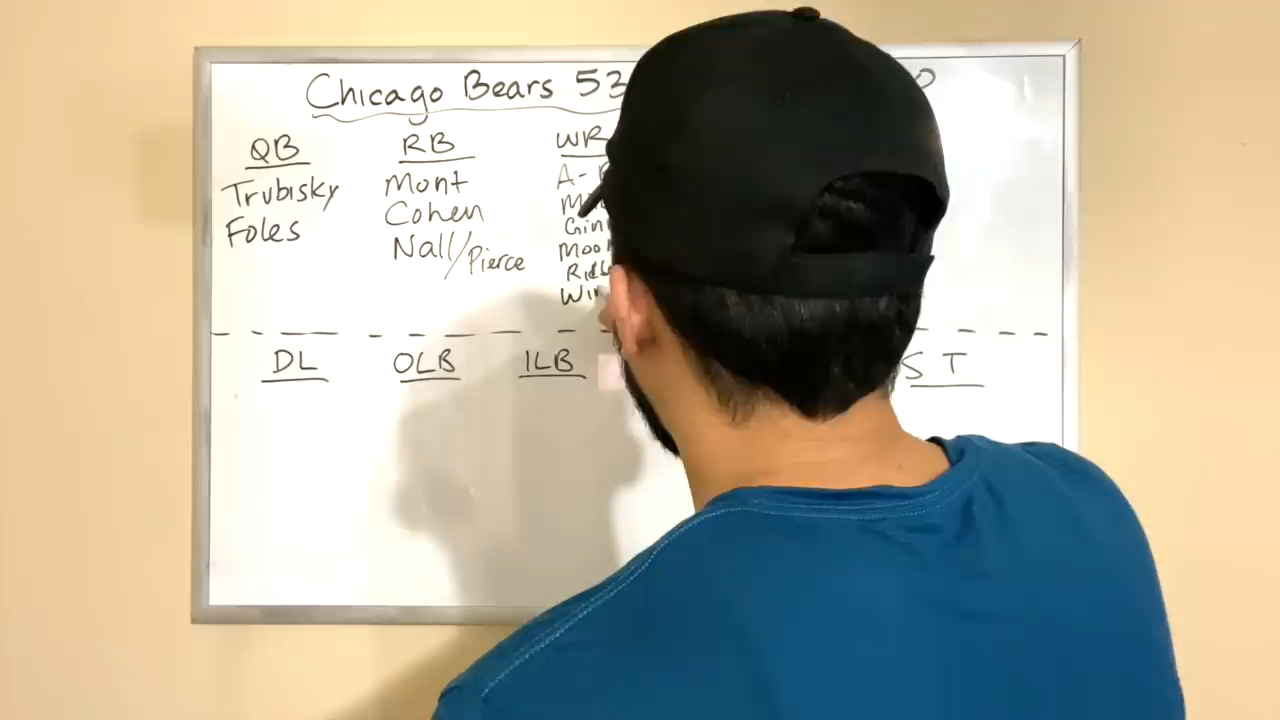 Chicago Bears 53
QB
Trubisky
Foles
RB
Mont
Cohen
Nall/Pierce
WR
A-
DL
OLB
ILB
ST